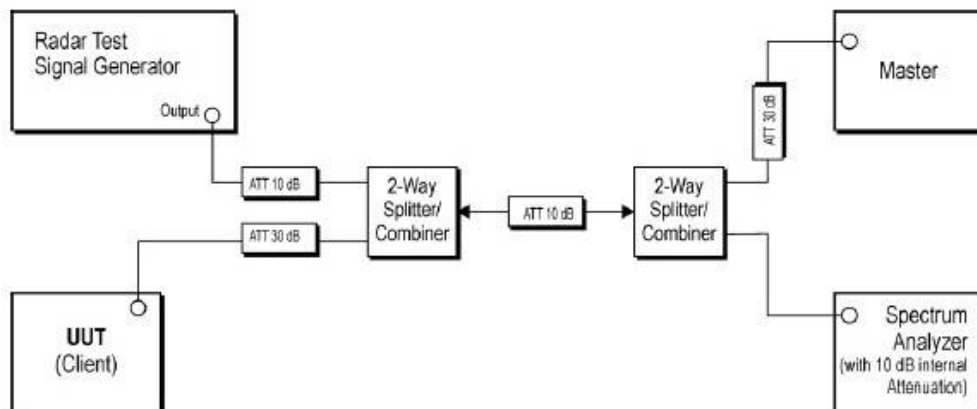 Radar Test
Signal Generator
Output
ATT 10 dB
ATT 30 dB
2-Way
Splitter/
Combiner
ATT 10 dB
2-Way
Splitter/
Combiner
ATT 30 dB
Master
UUT
(Client)
Spectrum
Analyzer
(with 10 dB internal
Attenuation)